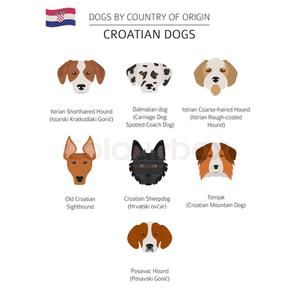 DOGS BY COUNTRY OF ORIGIN
CROATIAN DOGS
Istrian Shorthaired Hound
(Istarski Kratkodlaki Gonič)
Dalmatian dog
(Carriage Dog
Spotted Coach Dog)
Istrian Coarse-haired Hound
(Istrian Rough-coated
Hound)
Old Croatian
Sighthound
Croatian Sheepdog
(Hrvatski ovčar)
Tornjak
(Croatian Mountain Dog)
Posavac Hound
(Posavski Gonič)